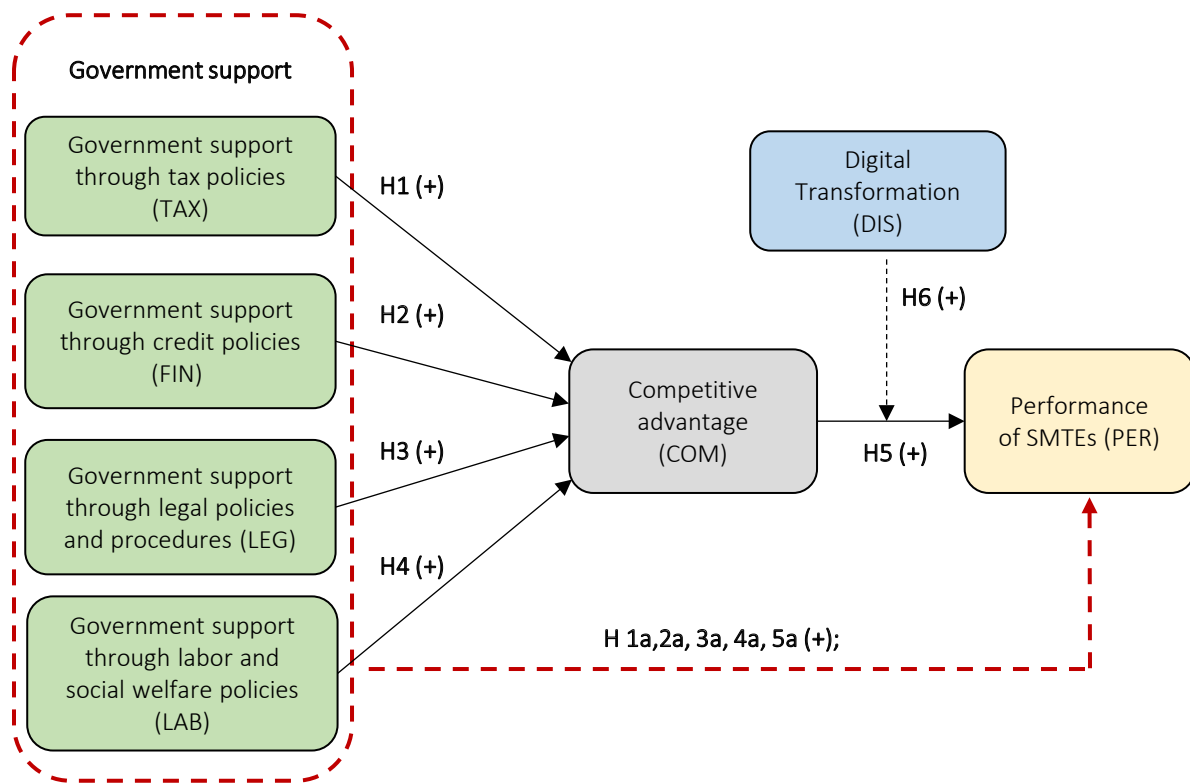 Government support
Government support
through tax policies
(TAX)
Government support
through credit policies
(FIN)
Government support
through legal policies
and procedures (LEG)
Government support
through labor and
social welfare policies
(LAB)
H1 (+)
H2 (+)
H3 (+)
H4 (+)
Competitive
advantage
(COM)
Digital
Transformation
(DIS)
H6 (+)
H5 (+)
Performance
of SMTEs (PER)
H 1a,2a, 3a, 4a, 5a (+);